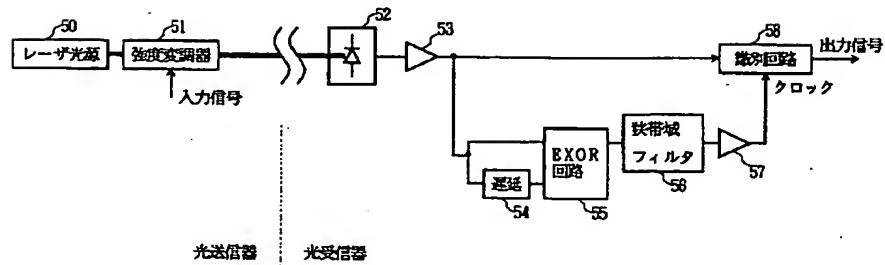 50
レーザ光源
51
強度変調器
入力信号
52
53
58
識別回路
出力信号
クロック
遅延
54
EXOR
回路
55
狭帯域
フィルタ
56
57
光送信器
光受信器